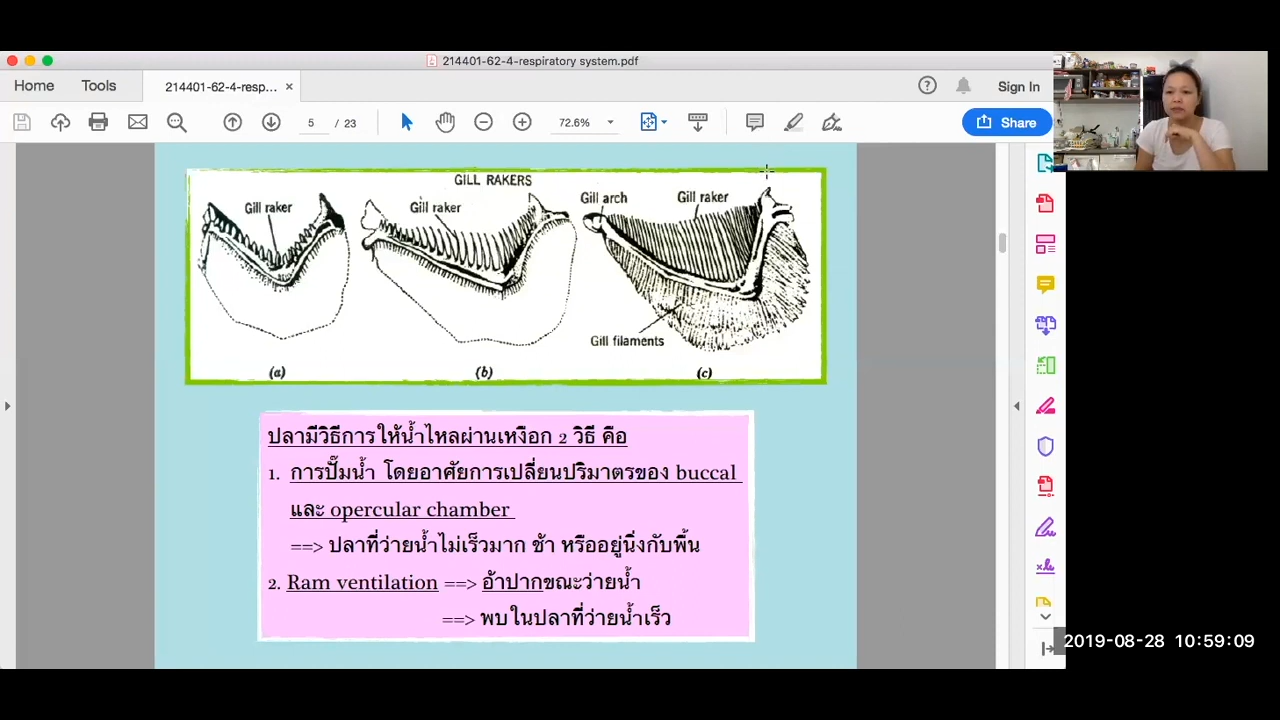 214401-62-4-respiratory system.pdf
Home Tools 214401-62-4-resp... × Sign In
5 / 23 72.6% Share
GILL RAKERS
Gill raker Gill raker Gill arch Gill raker
Gill filaments
(a) (b) (c)
ปลามีวิธีการให้น้ำไหลผ่านเหงือก 2 วิธี คือ
1. การปั๊มน้ำ โดยอาศัยการเปลี่ยนปริมาตรของ buccal
และ opercular chamber
==> ปลาที่ว่ายน้ำไม่เร็วมาก ช้า หรืออยู่นิ่งกับพื้น
2. Ram ventilation ==> อ้าปากขณะว่ายน้ำ
==> พบในปลาที่ว่ายน้ำเร็ว
2019-08-28 10:59:09